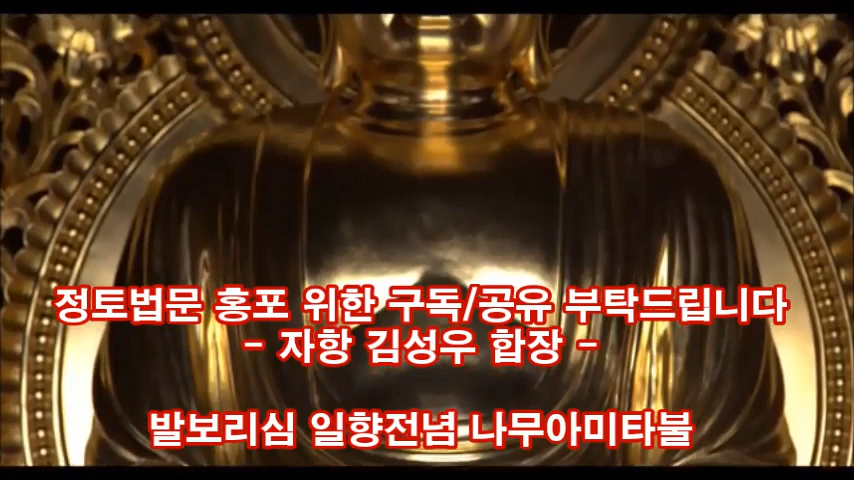 정토법문 홍포 위한 구독/공유 부탁드립니다
- 자항 김성우 합장 -
발보리심 일향전념 나무아미타불